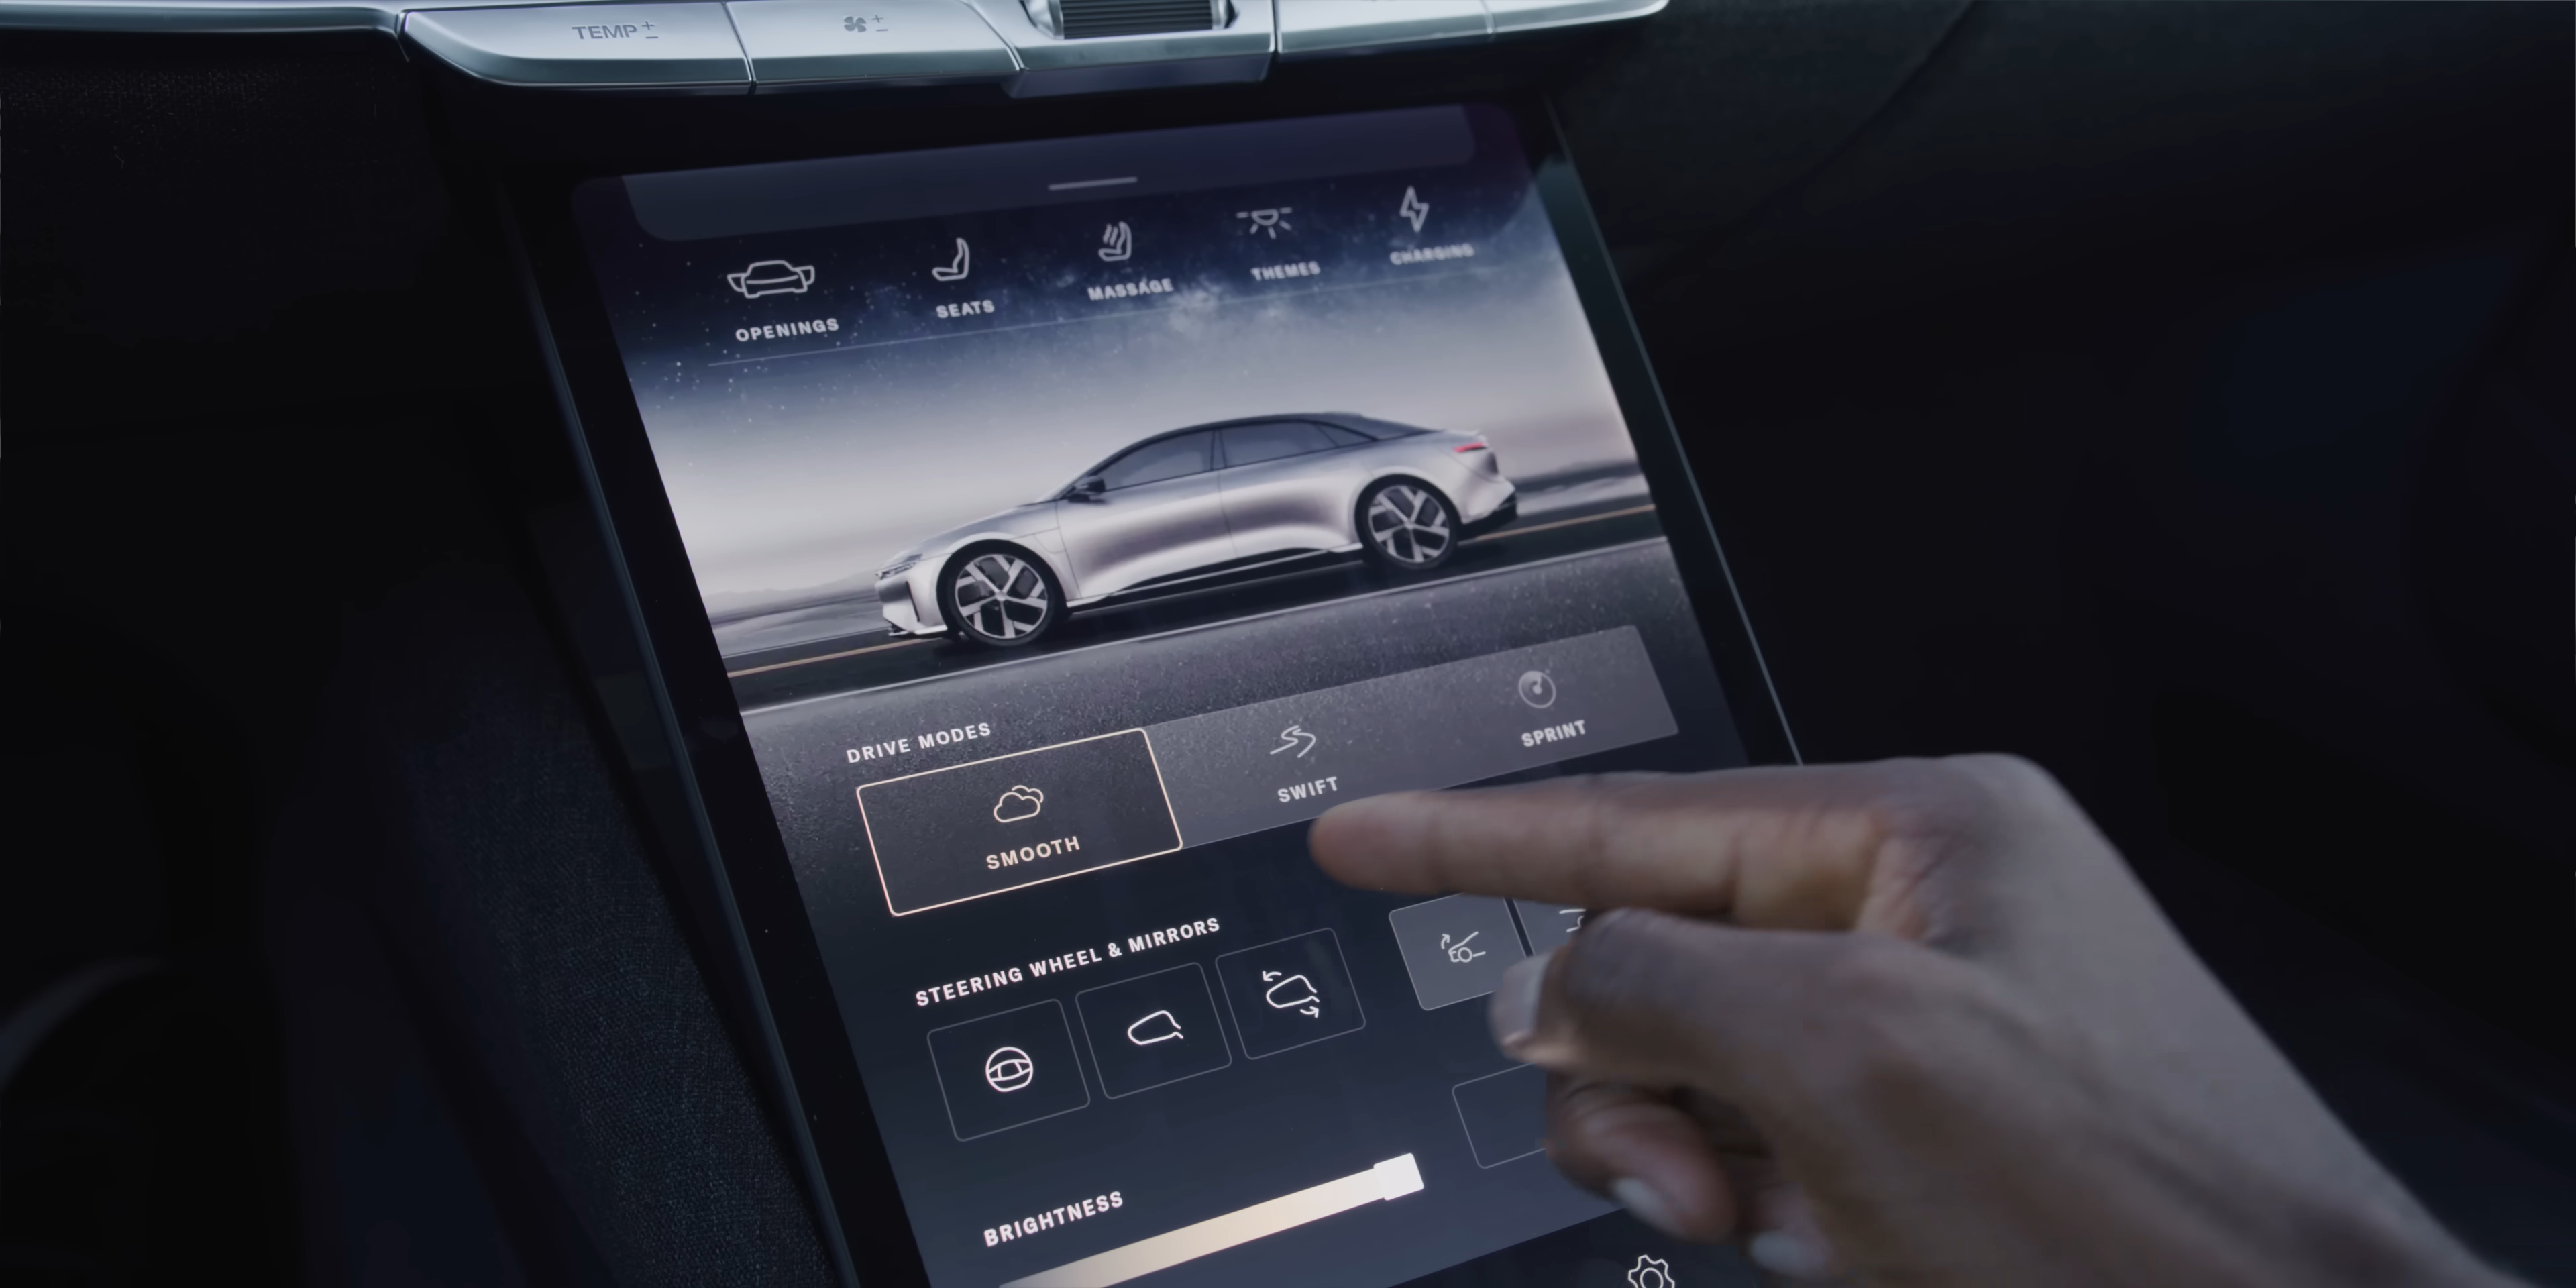 TEMP +
−
+
−
OPENINGS
SEATS
MASSAGE
THEMES
CHARGING
DRIVE MODES
SMOOTH
SWIFT
SPRINT
STEERING WHEEL & MIRRORS
BRIGHTNESS